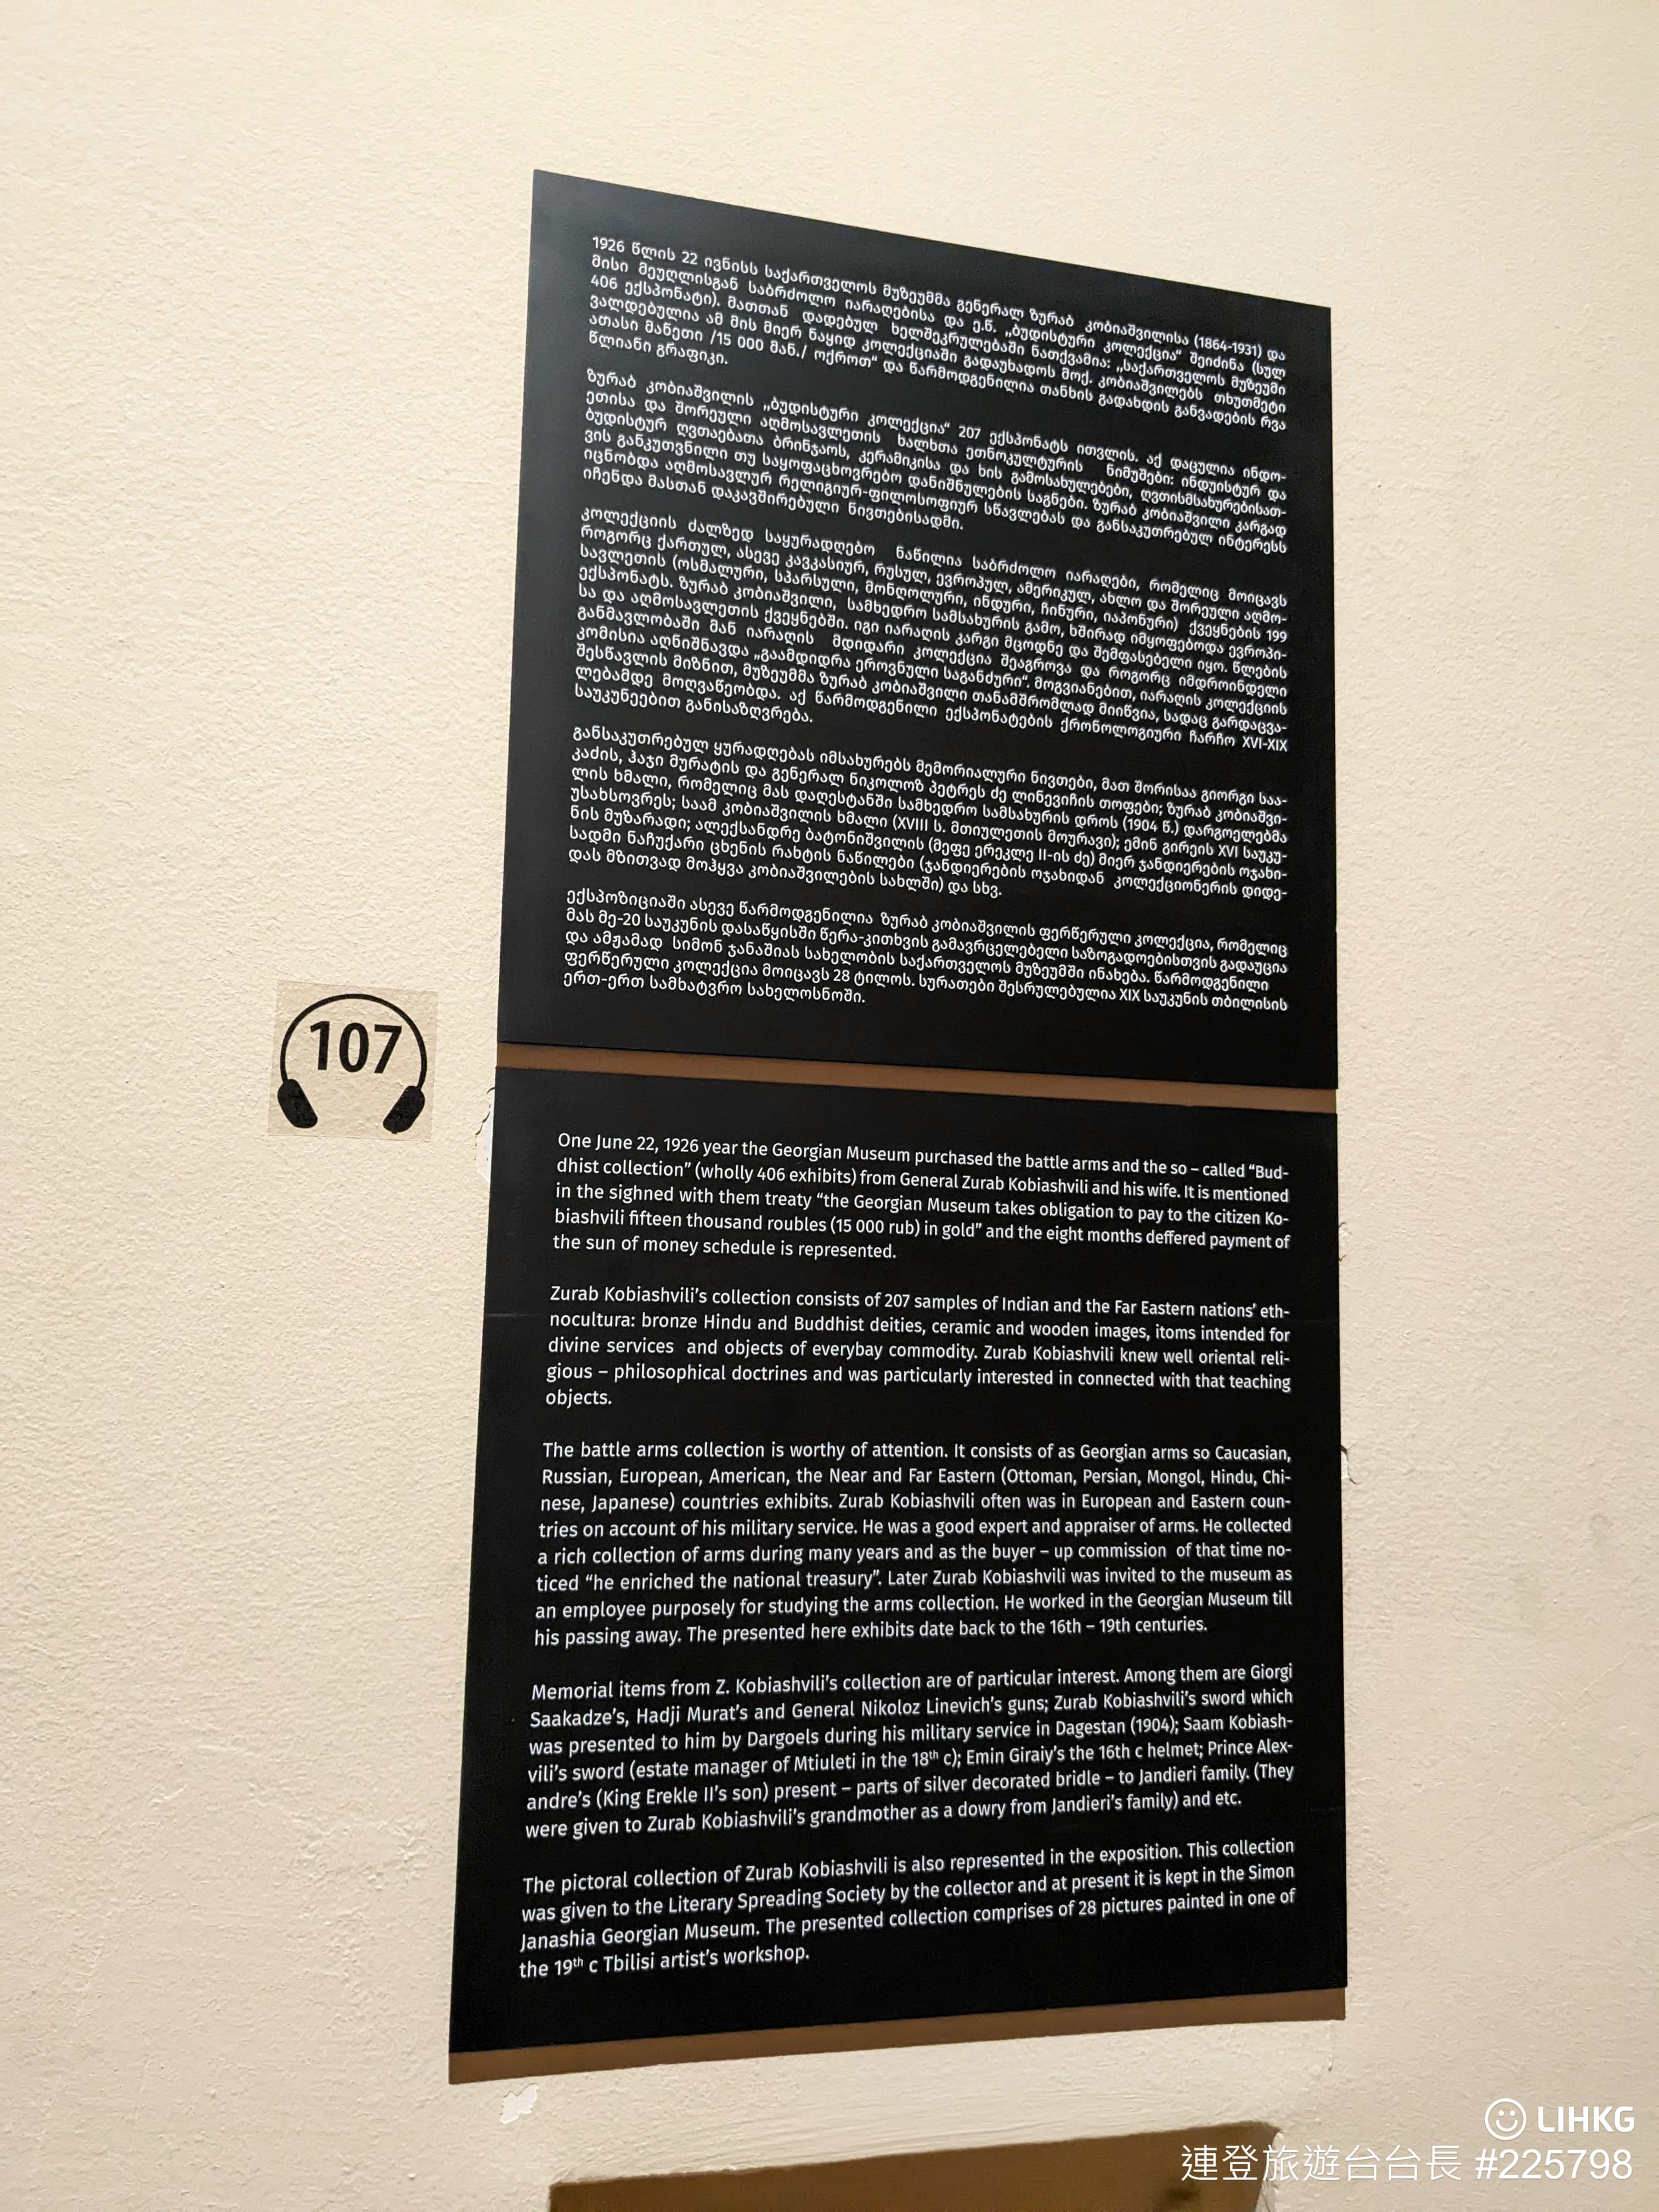 1926 წლის 22 ივნისს საქართველოს მუზეუმმა გენერალ ზურაბ კობიაშვილისა (1864-1931) და
მისი მეუღლისგან საბრძოლო იარაღებისა და ე.წ. „ბუდისტური კოლექცია“ შეიძინა (სულ
406 ექსპონატი). მათთან დადებულ ხელშეკრულებაში ნათქვამია: „საქართველოს მუზეუმი
ვალდებულია ამ მის მიერ ნაყიდ კოლექციაში გადაუხადოს მოქ. კობიაშვილებს თხუთმეტი
ათასი მანეთი /15 000 მან./ ოქროთ“ და წარმოდგენილია თანხის გადახდის განვადების რვა
წლიანი გრაფიკი.
ზურაბ კობიაშვილის „ბუდისტური კოლექცია“ 207 ექსპონატს ითვლის. აქ დაცულია ინდო-
ეთისა და შორეული აღმოსავლეთის ხალხთა ეთნოკულტურის ნიმუშები: ინდუისტურ და
ბუდისტურ ღვთაებათა ბრინჯაოს, კერამიკისა და ხის გამოსახულებები, ღვთისმსახურებისათ-
ვის განკუთვნილი თუ საყოფაცხოვრებო დანიშნულების საგნები. ზურაბ კობიაშვილი კარგად
იცნობდა აღმოსავლურ რელიგიურ-ფილოსოფიურ სწავლებას და განსაკუთრებულ ინტერესს
იჩენდა მასთან დაკავშირებული ნივთებისადმი.
კოლექციის ძალზედ საყურადღებო ნაწილია საბრძოლო იარაღები, რომელიც მოიცავს
როგორც ქართულ, ასევე კავკასიურ, რუსულ, ევროპულ, ამერიკულ, ახლო და შორეული აღმო-
სავლეთის (ოსმალური, სპარსული, მონღოლური, ინდური, ჩინური, იაპონური) ქვეყნების 199
ექსპონატს. ზურაბ კობიაშვილი, სამხედრო სამსახურის გამო, ხშირად იმყოფებოდა ევროპი-
სა და აღმოსავლეთის ქვეყნებში. იგი იარაღის კარგი მცოდნე და შემფასებელი იყო. წლების
განმავლობაში მან იარაღის მდიდარი კოლექცია შეაგროვა და როგორც იმდროინდელი
კომისია აღნიშნავდა „გაამდიდრა ეროვნული საგანძური“. მოგვიანებით, იარაღის კოლექციის
შესწავლის მიზნით, მუზეუმმა ზურაბ კობიაშვილი თანამშრომლად მიიწვია, სადაც გარდაცვა-
ლებამდე მოღვაწეობდა. აქ წარმოდგენილი ექსპონატების ქრონოლოგიური ჩარჩო XVI-XIX
საუკუნეებით განისაზღვრება.
განსაკუთრებულ ყურადღებას იმსახურებს მემორიალური ნივთები, მათ შორისაა გიორგი საა-
კაძის, ჰაჯი მურატის და გენერალ ნიკოლოზ პეტრეს ძე ლინევიჩის თოფები; ზურაბ კობიაშვი-
ლის ხმალი, რომელიც მას დაღესტანში სამხედრო სამსახურის დროს (1904 წ.) დარგოელებმა
უსახსოვრეს; საამ კობიაშვილის ხმალი (XVIII ს. მთიულეთის მოურავი); ემინ გირეის XVI საუკუ-
ნის მუზარადი; ალექსანდრე ბატონიშვილის (მეფე ერეკლე II-ის ძე) მიერ ჯანდიერების ოჯახი-
სადმი ნაჩუქარი ცხენის რახტის ნაწილები (ჯანდიერების ოჯახიდან კოლექციონერის დიდე-
დას მზითვად მოჰყვა კობიაშვილების სახლში) და სხვ.
ექსპოზიციაში ასევე წარმოდგენილია ზურაბ კობიაშვილის ფერწერული კოლექცია, რომელიც
მას მე-20 საუკუნის დასაწყისში წერა-კითხვის გამავრცელებელი საზოგადოებისთვის გადაუცია
და ამჟამად სიმონ ჯანაშიას სახელობის საქართველოს მუზეუმში ინახება. წარმოდგენილი
ფერწერული კოლექცია მოიცავს 28 ტილოს. სურათები შესრულებულია XIX საუკუნის თბილისის
ერთ-ერთ სამხატვრო სახელოსნოში.
107
One June 22, 1926 year the Georgian Museum purchased the battle arms and the so – called “Bud-
dhist collection” (wholly 406 exhibits) from General Zurab Kobiashvili and his wife. It is mentioned
in the sighned with them treaty “the Georgian Museum takes obligation to pay to the citizen Ko-
biashvili fifteen thousand roubles (15 000 rub) in gold” and the eight months deffered payment of
the sun of money schedule is represented.
Zurab Kobiashvili’s collection consists of 207 samples of Indian and the Far Eastern nations’ eth-
nocultura: bronze Hindu and Buddhist deities, ceramic and wooden images, itoms intended for
divine services and objects of everybay commodity. Zurab Kobiashvili knew well oriental reli-
gious – philosophical doctrines and was particularly interested in connected with that teaching
objects.
The battle arms collection is worthy of attention. It consists of as Georgian arms so Caucasian,
Russian, European, American, the Near and Far Eastern (Ottoman, Persian, Mongol, Hindu, Chi-
nese, Japanese) countries exhibits. Zurab Kobiashvili often was in European and Eastern coun-
tries on account of his military service. He was a good expert and appraiser of arms. He collected
a rich collection of arms during many years and as the buyer – up commission of that time no-
ticed “he enriched the national treasury”. Later Zurab Kobiashvili was invited to the museum as
an employee purposely for studying the arms collection. He worked in the Georgian Museum till
his passing away. The presented here exhibits date back to the 16th – 19th centuries.
Memorial items from Z. Kobiashvili’s collection are of particular interest. Among them are Giorgi
Saakadze’s, Hadji Murat’s and General Nikoloz Linevich’s guns; Zurab Kobiashvili’s sword which
was presented to him by Dargoels during his military service in Dagestan (1904); Saam Kobiash-
vili’s sword (estate manager of Mtiuleti in the 18th c); Emin Giraiy’s the 16th c helmet; Prince Alex-
andre’s (King Erekle II’s son) present – parts of silver decorated bridle – to Jandieri family. (They
were given to Zurab Kobiashvili’s grandmother as a dowry from Jandieri’s family) and etc.
The pictoral collection of Zurab Kobiashvili is also represented in the exposition. This collection
was given to the Literary Spreading Society by the collector and at present it is kept in the Simon
Janashia Georgian Museum. The presented collection comprises of 28 pictures painted in one of
the 19th c Tbilisi artist’s workshop.
LIHKG
連登旅遊台台長 #225798